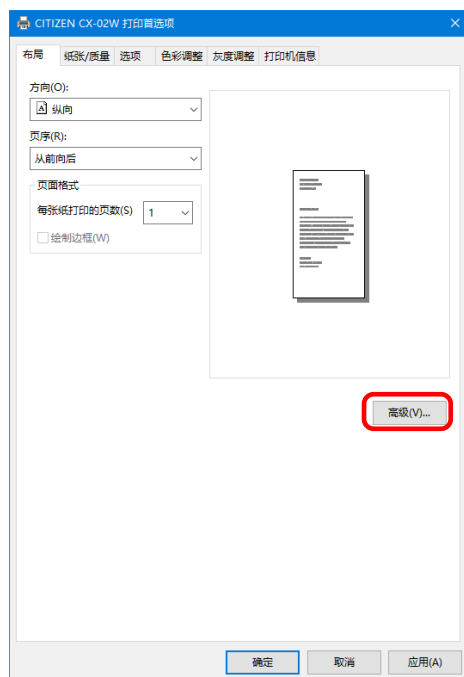 CITIZEN CX-02W 打印首选项
布局 纸张/质量 选项 色彩调整 灰度调整 打印机信息
方向(O):
纵向
页序(R):
从前向后
页面格式
每张纸打印的页数(S) 1
绘制边框(W)
高级(V)...
确定 取消 应用(A)